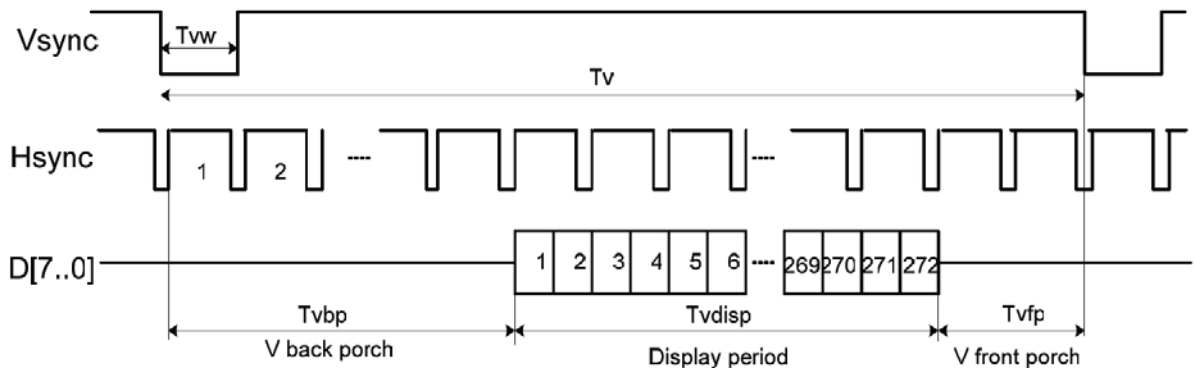 Vsync
Tvw
Tv
Hsync
1 2 ---- ---- ----
D[7..0]
1 2 3 4 5 6 ---- 269 270 271 272
Tvbp Tvdisp Tvfp
V back porch Display period V front porch